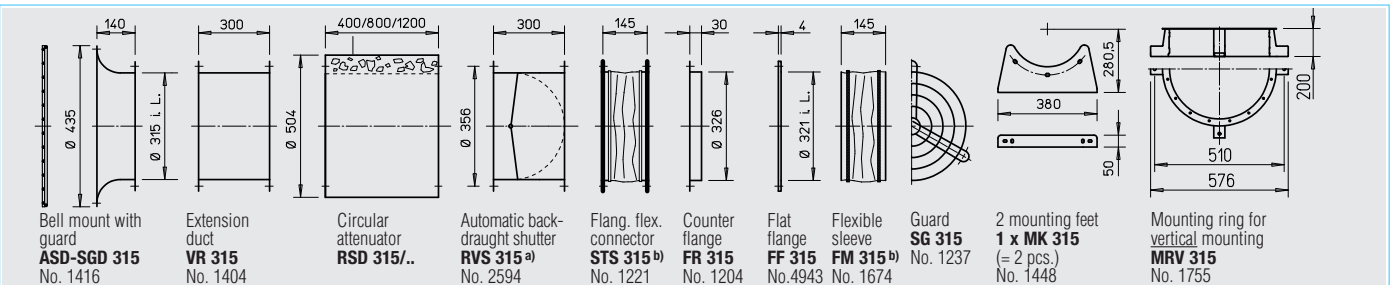 140
300
400/800/1200
300
145
30
4
145
Ø 435
Ø 315 i. L.
Ø 504
Ø 356
Ø 326
Ø 321 i. L.
280,5
380
50
200
510
576
Bell mount with
guard
ASD-SGD 315
No. 1416
Extension
duct
VR 315
No. 1404
Circular
attenuator
RSD 315/..
Automatic back-
draught shutter
RVS 315 a)
No. 2594
Flang. flex.
connector
STS 315 b)
No. 1221
Counter
flange
FR 315
No. 1204
Flat
flange
FF 315
No.4943
Flexible
sleeve
FM 315 b)
No. 1674
Guard
SG 315
No. 1237
2 mounting feet
1 x MK 315
(= 2 pcs.)
No. 1448
Mounting ring for
vertical mounting
MRV 315
No. 1755